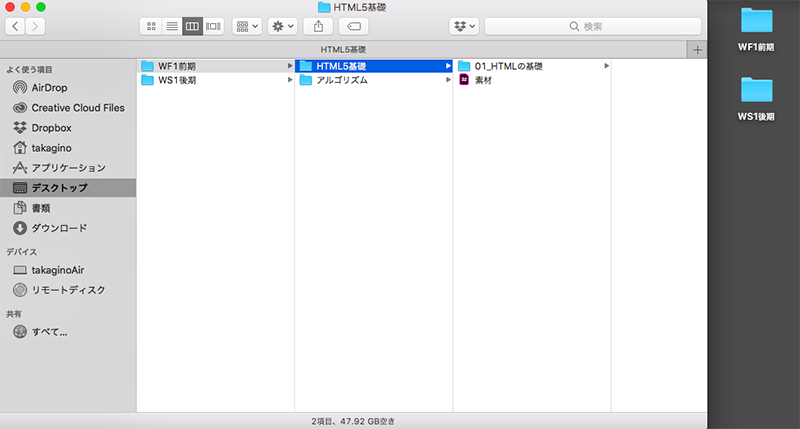 HTML5基礎
検索
HTML5基礎
よく使う項目
AirDrop
Creative Cloud Files
Dropbox
takagino
アプリケーション
デスクトップ
書類
ダウンロード
デバイス
takaginoAir
リモートディスク
共有
すべて...
WF1前期
WS1後期
HTML5基礎
アルゴリズム
01_HTMLの基礎
素材
2項目、47.92 GB空き
WF1前期
WS1後期